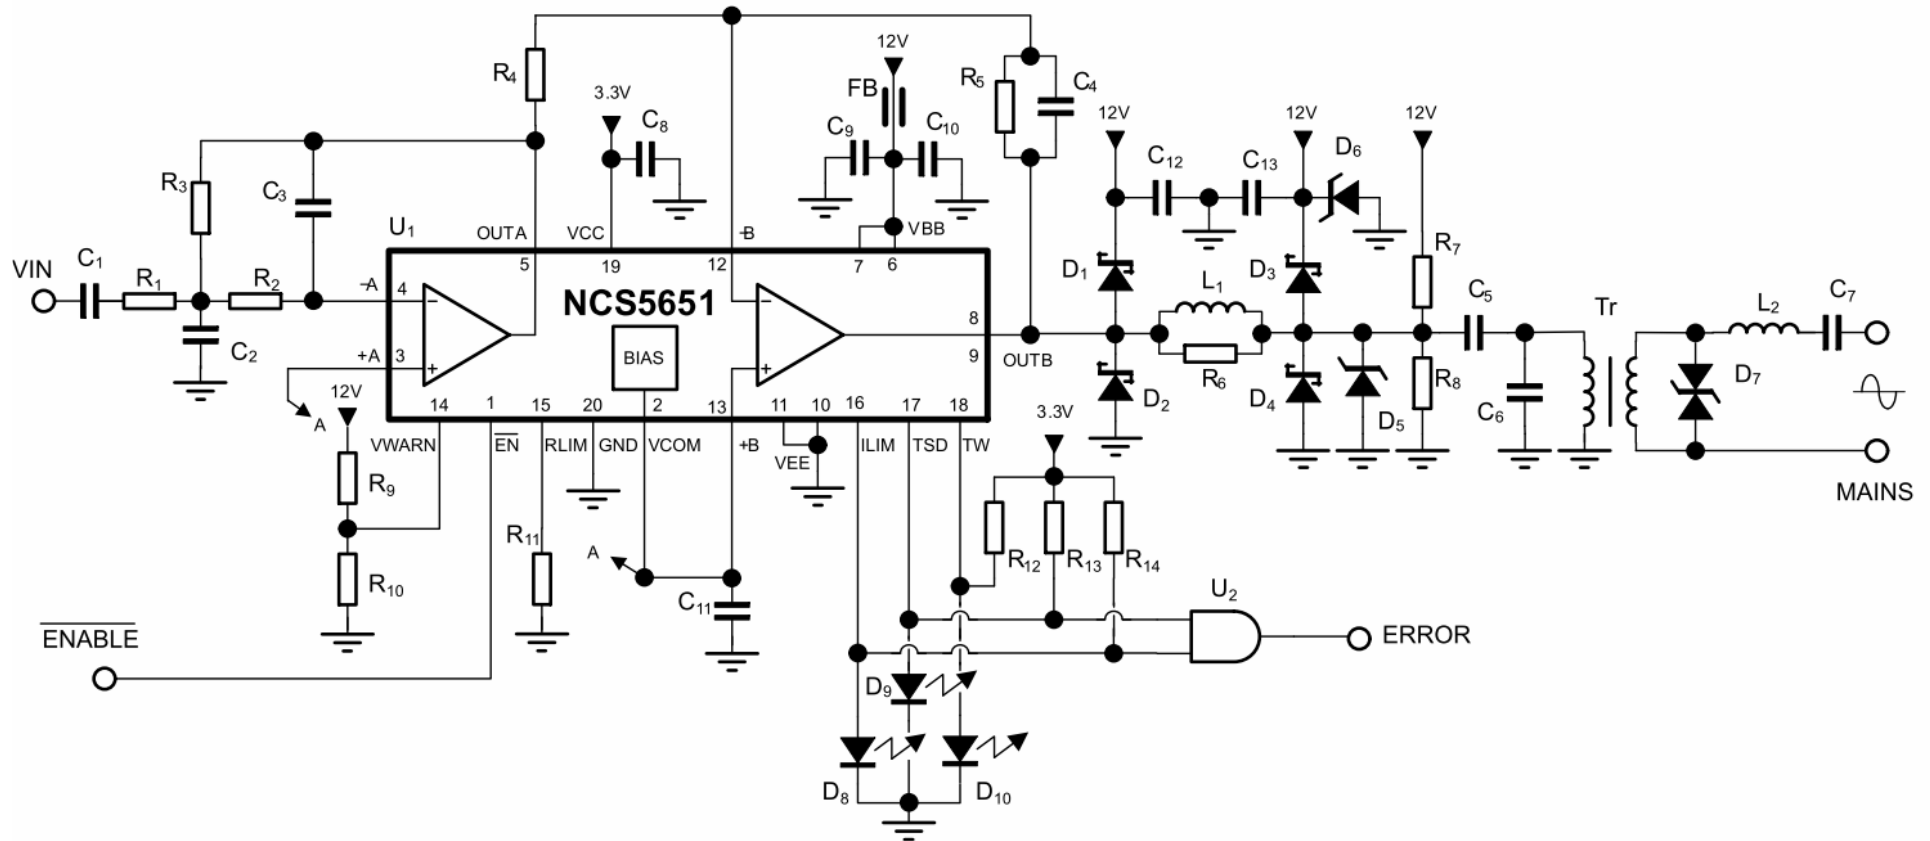 R4
R5
C4
12V
FB
3.3V
C8
C9
C10
R3
C3
12V
C12
C13
12V
D6
12V
U1
OUTA
VCC
-B
VBB
5
19
12
7
6
R7
VIN
C1
R1
R2
-A
4
-
NCS5651
-
D1
L1
D3
C5
Tr
L2
C7
C2
+A
3
+
BIAS
+
8
9
OUTB
R6
D2
D4
D5
R8
C6
D7
MAINS
A
12V
14
1
15
20
2
13
11
10
16
17
18
VWARN
EN
RLIM
GND
VCOM
+B
VEE
ILIM
TSD
TW
3.3V
R9
R10
R11
A
C11
R12
R13
R14
U2
ERROR
ENABLE
D9
D8
D10